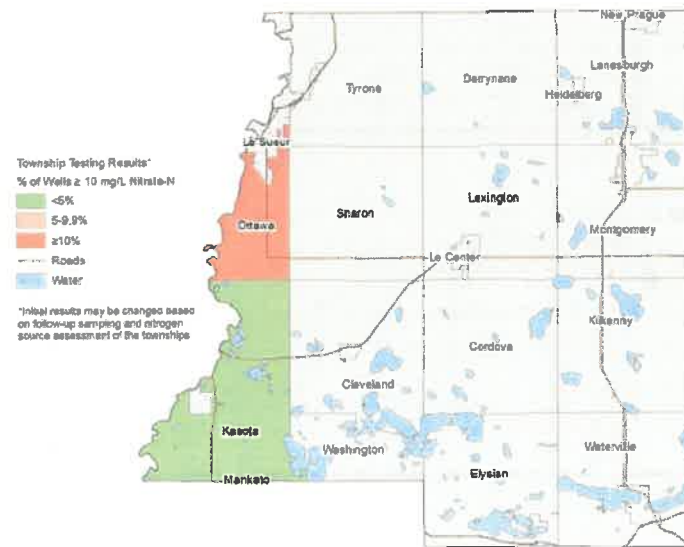 New Prague
Lanesburgh
Derrynane
Tyrone
Heidelberg
Le Sueur
Township Testing Results*
% of Wells ≥ 10 mg/L Nitrate-N
<5%
5-9.9%
≥10%
Roads
Water
*Initial results may be changed based
on follow-up sampling and nitrogen
source assessment of the townships
Lexington
Sharon
Ottawa
Montgomery
Le Center
Kilkenny
Cordova
Cleveland
Kasota
Washington
Waterville
Elysian
Mankato